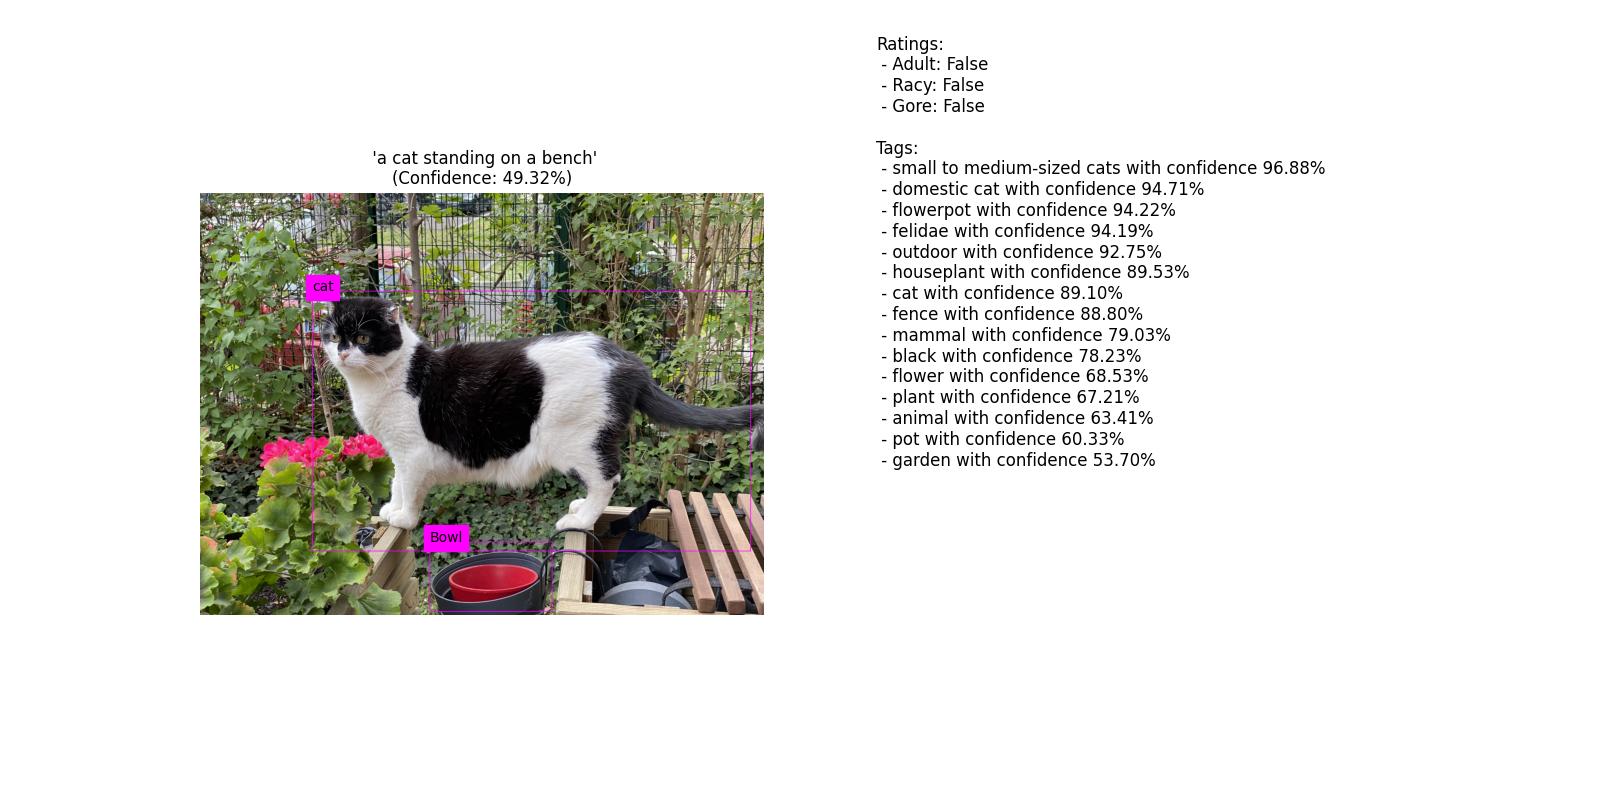 'a cat standing on a bench'
(Confidence: 49.32%)
cat
Bowl
Ratings:
- Adult: False
- Racy: False
- Gore: False
Tags:
- small to medium-sized cats with confidence 96.88%
- domestic cat with confidence 94.71%
- flowerpot with confidence 94.22%
- felidae with confidence 94.19%
- outdoor with confidence 92.75%
- houseplant with confidence 89.53%
- cat with confidence 89.10%
- fence with confidence 88.80%
- mammal with confidence 79.03%
- black with confidence 78.23%
- flower with confidence 68.53%
- plant with confidence 67.21%
- animal with confidence 63.41%
- pot with confidence 60.33%
- garden with confidence 53.70%